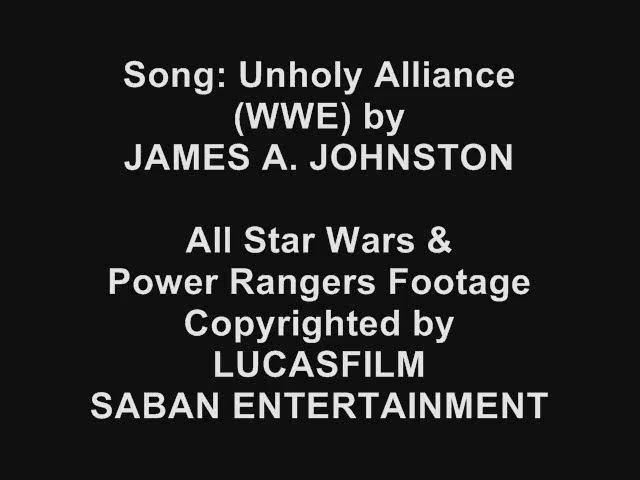 Song: Unholy Alliance
(WWE) by
JAMES A. JOHNSTON
All Star Wars &
Power Rangers Footage
Copyrighted by
LUCASFILM
SABAN ENTERTAINMENT